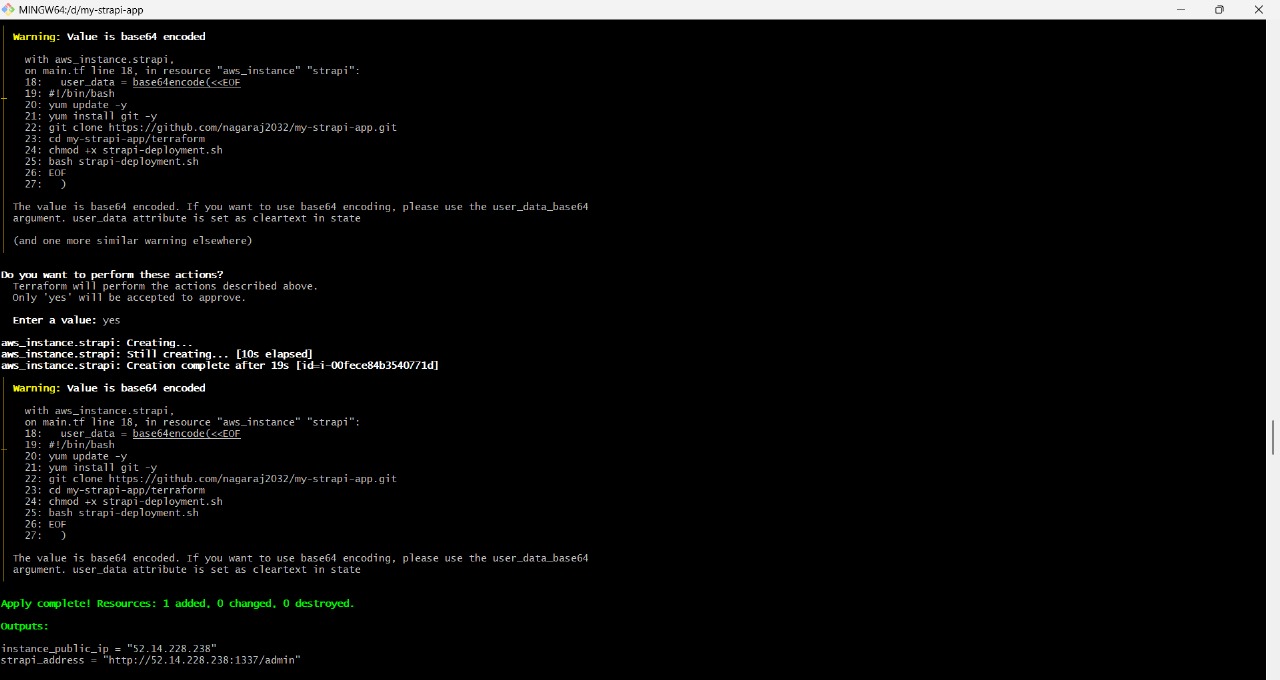 MINGW64:/d/my-strapi-app
Warning: Value is base64 encoded
with aws_instance.strapi,
on main.tf line 18, in resource "aws_instance" "strapi":
18:   user_data = base64encode(<<EOF
19: #!/bin/bash
20: yum update -y
21: yum install git -y
22: git clone https://github.com/nagaraj2032/my-strapi-app.git
23: cd my-strapi-app/terraform
24: chmod +x strapi-deployment.sh
25: bash strapi-deployment.sh
26: EOF
27:   )
The value is base64 encoded. If you want to use base64 encoding, please use the user_data_base64
argument. user_data attribute is set as cleartext in state
(and one more similar warning elsewhere)
Do you want to perform these actions?
Terraform will perform the actions described above.
Only 'yes' will be accepted to approve.
Enter a value: yes
aws_instance.strapi: Creating...
aws_instance.strapi: Still creating... [10s elapsed]
aws_instance.strapi: Creation complete after 19s [id=i-00fece84b3540771d]
Warning: Value is base64 encoded
with aws_instance.strapi,
on main.tf line 18, in resource "aws_instance" "strapi":
18:   user_data = base64encode(<<EOF
19: #!/bin/bash
20: yum update -y
21: yum install git -y
22: git clone https://github.com/nagaraj2032/my-strapi-app.git
23: cd my-strapi-app/terraform
24: chmod +x strapi-deployment.sh
25: bash strapi-deployment.sh
26: EOF
27:   )
The value is base64 encoded. If you want to use base64 encoding, please use the user_data_base64
argument. user_data attribute is set as cleartext in state
Apply complete! Resources: 1 added, 0 changed, 0 destroyed.
Outputs:
instance_public_ip = "52.14.228.238"
strapi_address = "http://52.14.228.238:1337/admin"